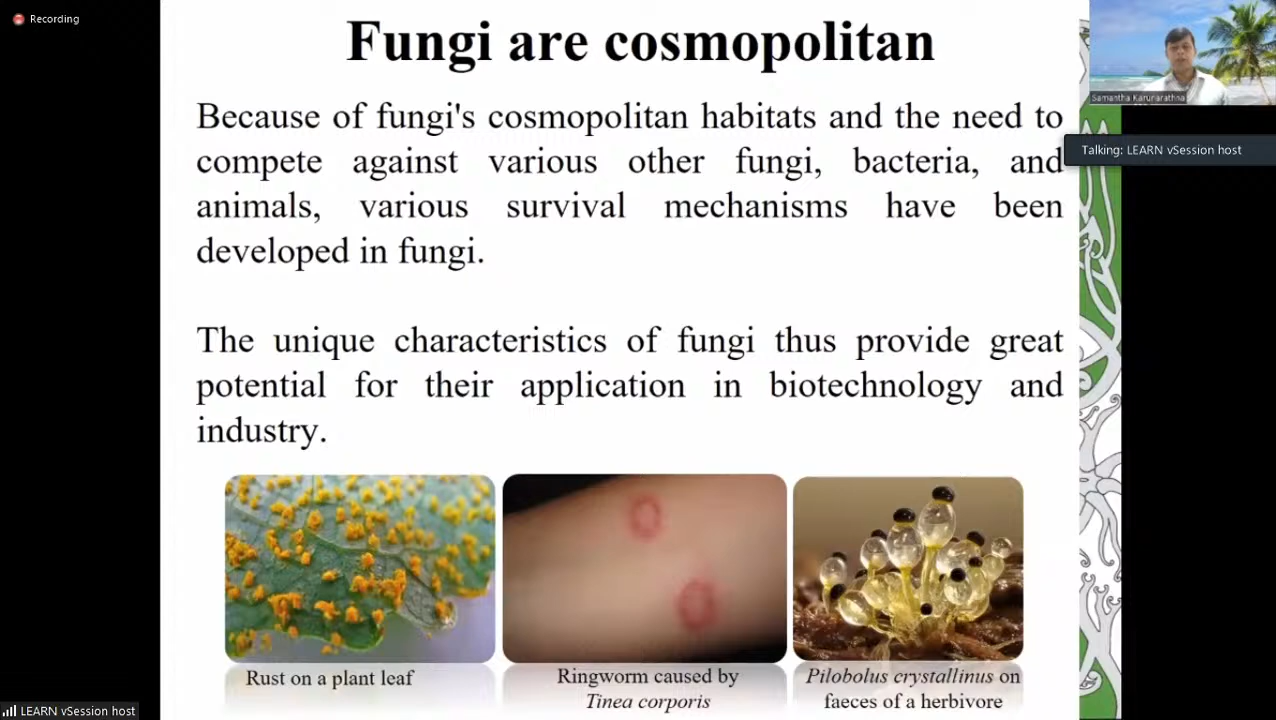 Recording
Fungi are cosmopolitan
Because of fungi's cosmopolitan habitats and the need to
compete against various other fungi, bacteria, and
animals, various survival mechanisms have been
developed in fungi.
The unique characteristics of fungi thus provide great
potential for their application in biotechnology and
industry.
Rust on a plant leaf
Ringworm caused by
Tinea corporis
Pilobolus crystallinus on
faeces of a herbivore
Samantha Karunarathna
Talking: LEARN vSession host
LEARN vSession host